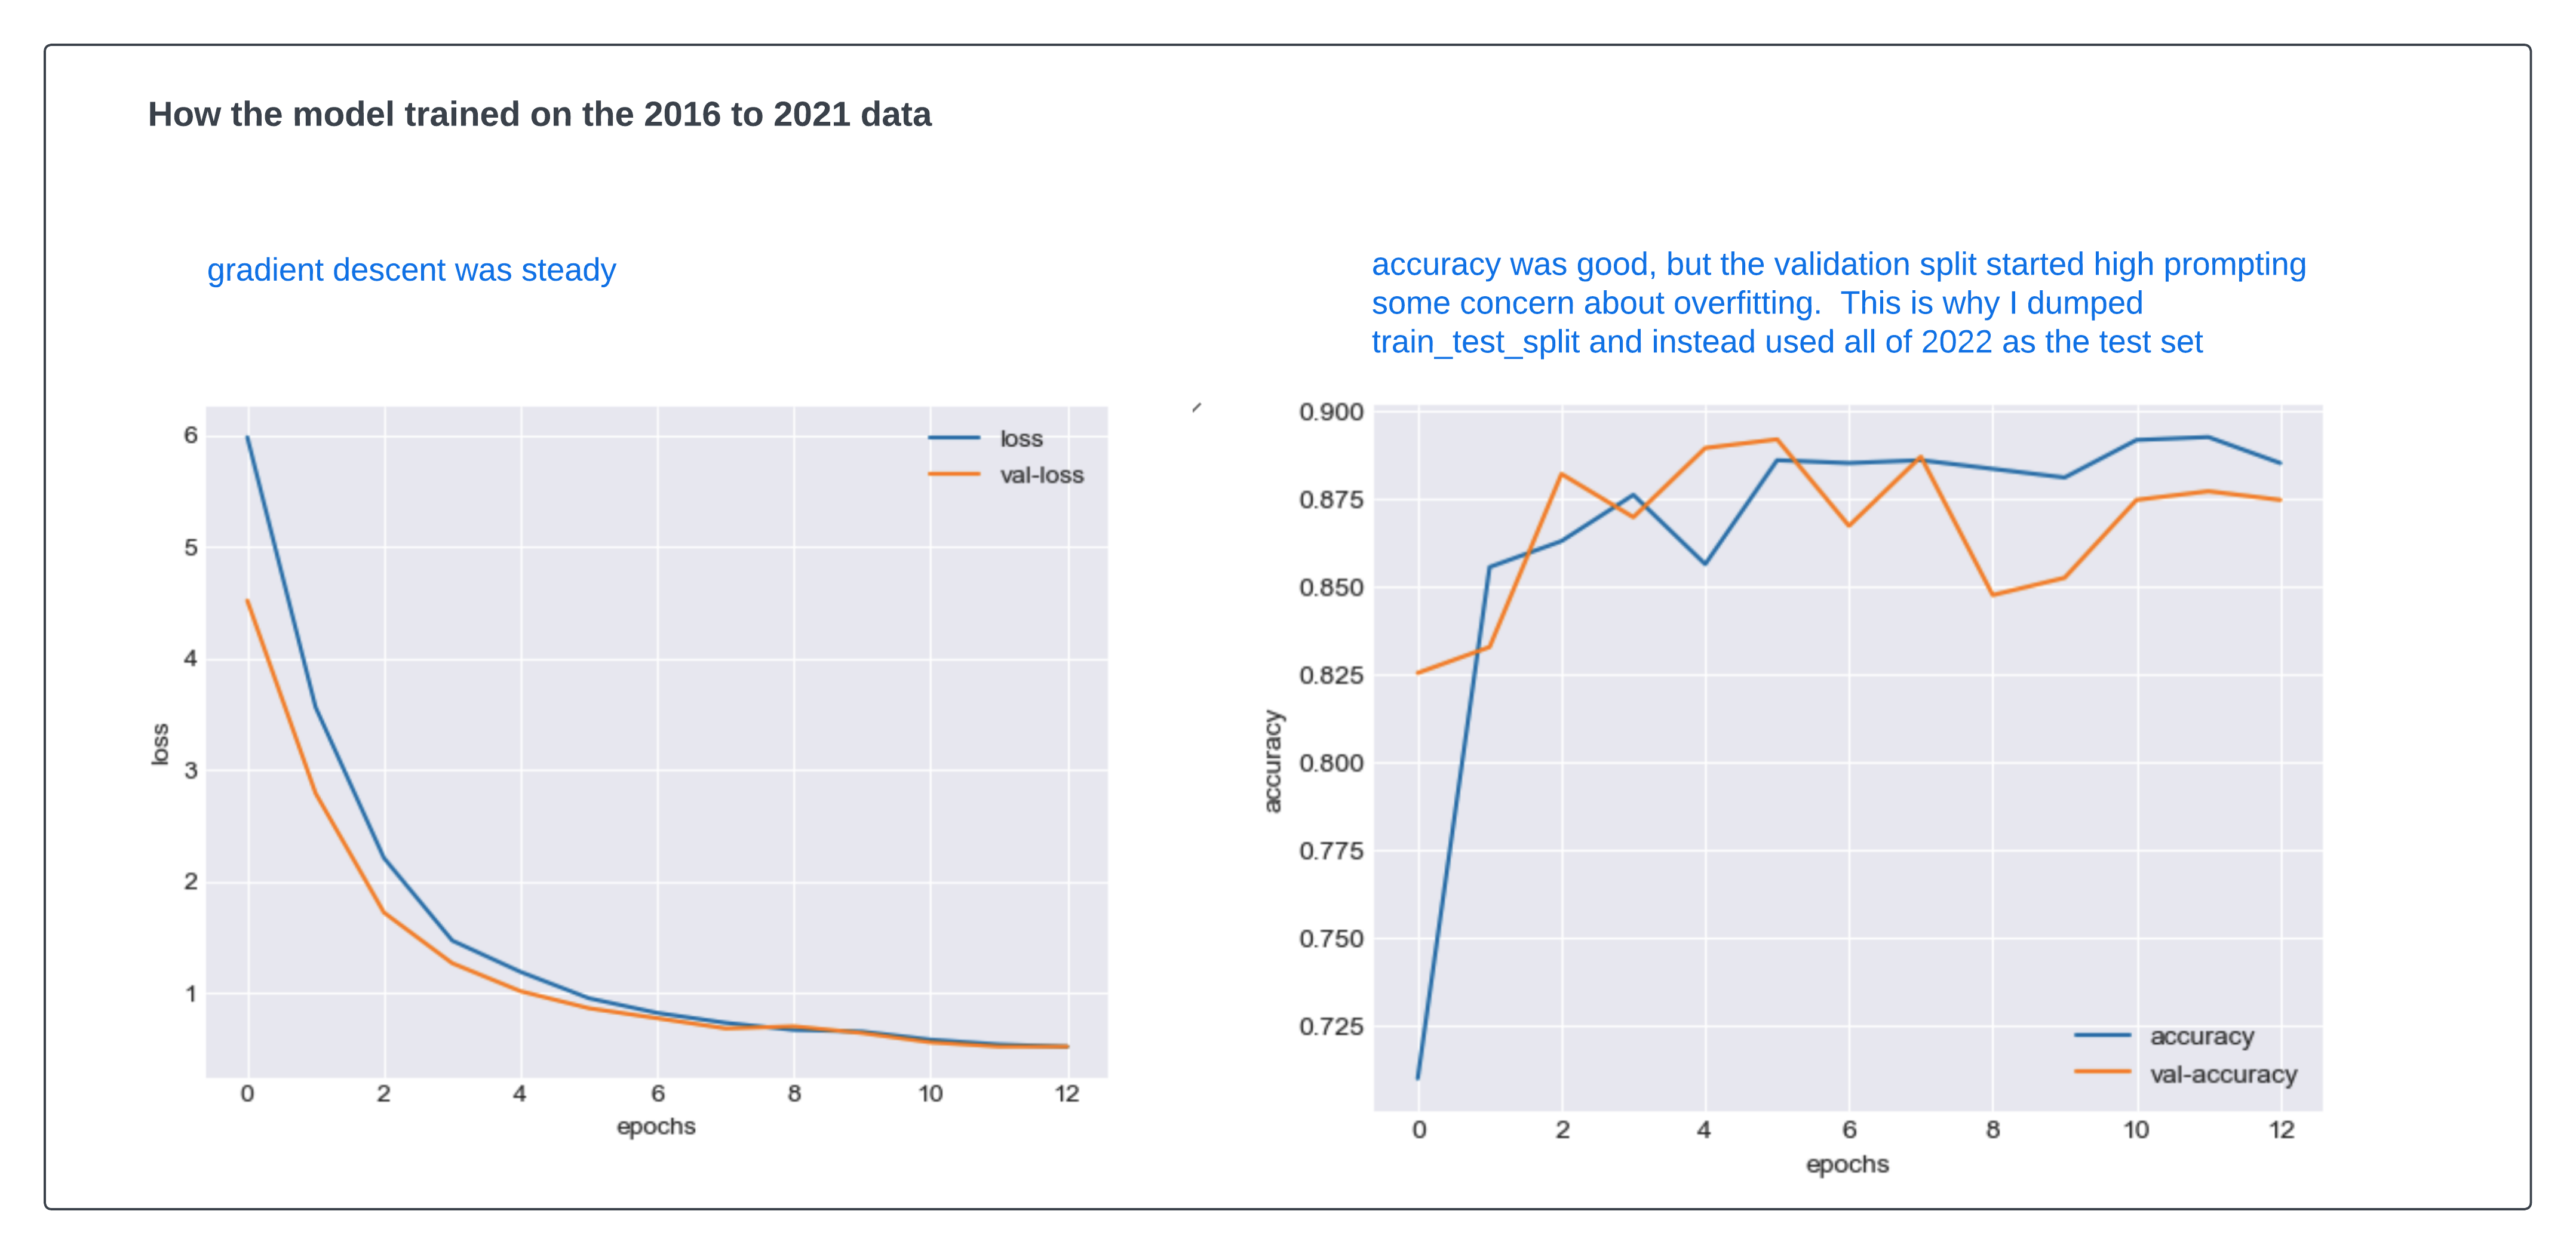 How the model trained on the 2016 to 2021 data
gradient descent was steady
accuracy was good, but the validation split started high prompting
some concern about overfitting.  This is why I dumped
train_test_split and instead used all of 2022 as the test set
6
5
4
3
2
1
loss
loss
val-loss
0 2 4 6 8 10 12
epochs
0.900
0.875
0.850
0.825
0.800
0.775
0.750
0.725
accuracy
accuracy
val-accuracy
0 2 4 6 8 10 12
epochs